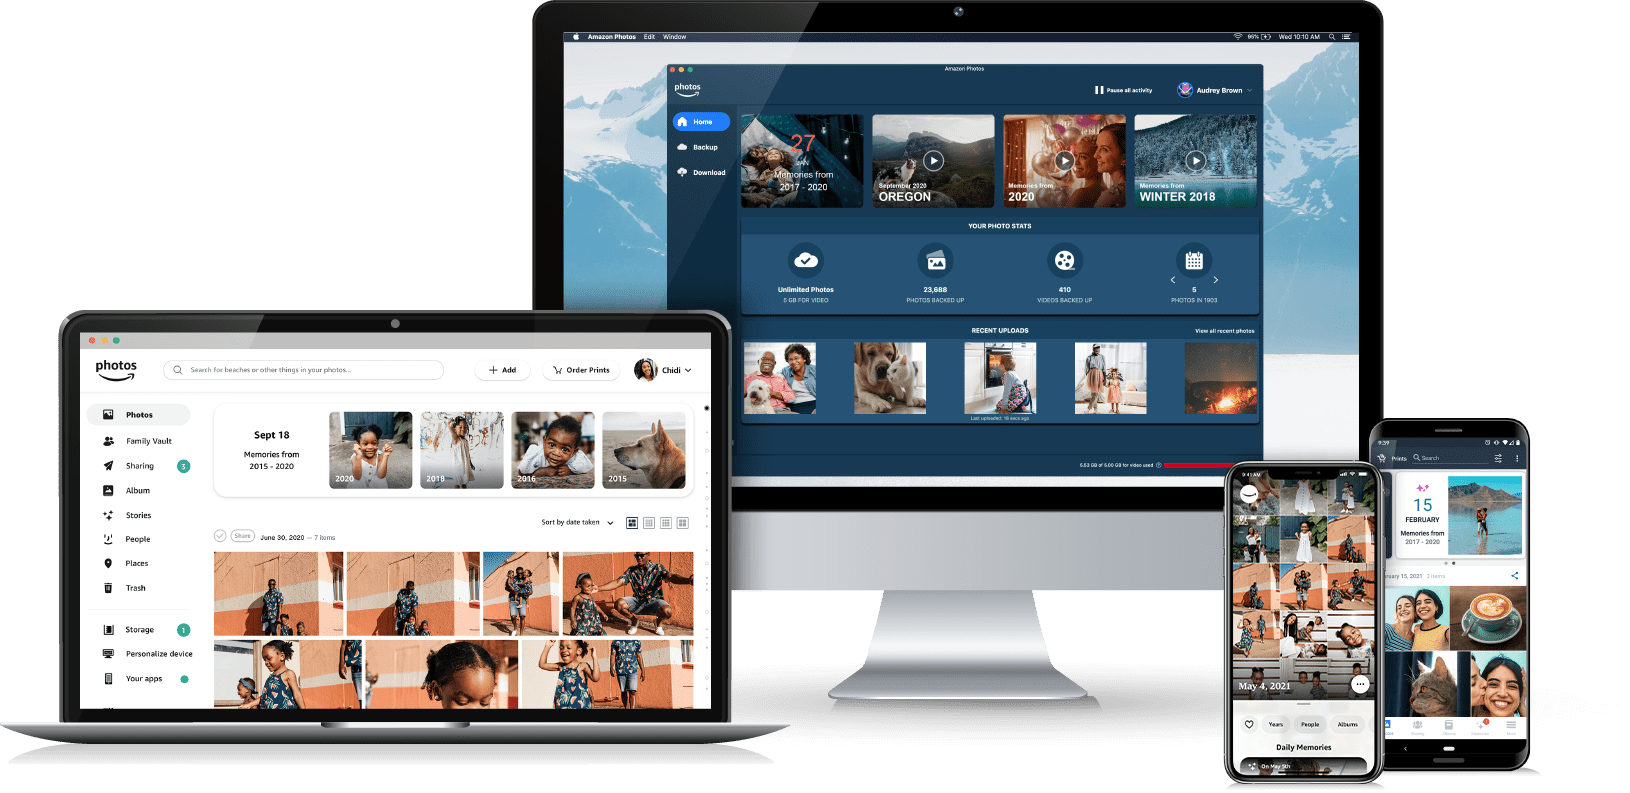 Amazon Photos Edit Window
95% Wed 10:10 AM
Amazon Photos
photos
Pause all activity
Audrey Brown
Home
Backup
Download
27
JAN
Memories from
2017 - 2020
September 2020
OREGON
Memories from
2020
Memories from
WINTER 2018
YOUR PHOTO STATS
Unlimited Photos
5 GB FOR VIDEO
23,688
PHOTOS BACKED UP
410
VIDEOS BACKED UP
5
PHOTOS IN 1903
RECENT UPLOADS
View all recent photos
Last uploaded: 18 secs ago
5.53 GB of 5.00 GB for video used
photos
Search for beaches or other things in your photos...
+ Add
Order Prints
Chidi
Photos
Family Vault
Sharing 3
Album
Stories
People
Places
Trash
Storage 1
Personalize device
Your apps
Sept 18
Memories from
2015 - 2020
2020
2018
2016
2015
Sort by date taken
Share June 30, 2020 — 7 items
9:41 AM
May 4, 2021
Years
People
Albums
Daily Memories
On May 5th
9:39
Prints
Search
15
FEBRUARY
Memories from
2017 - 2020
ruary 15, 2021 3 items